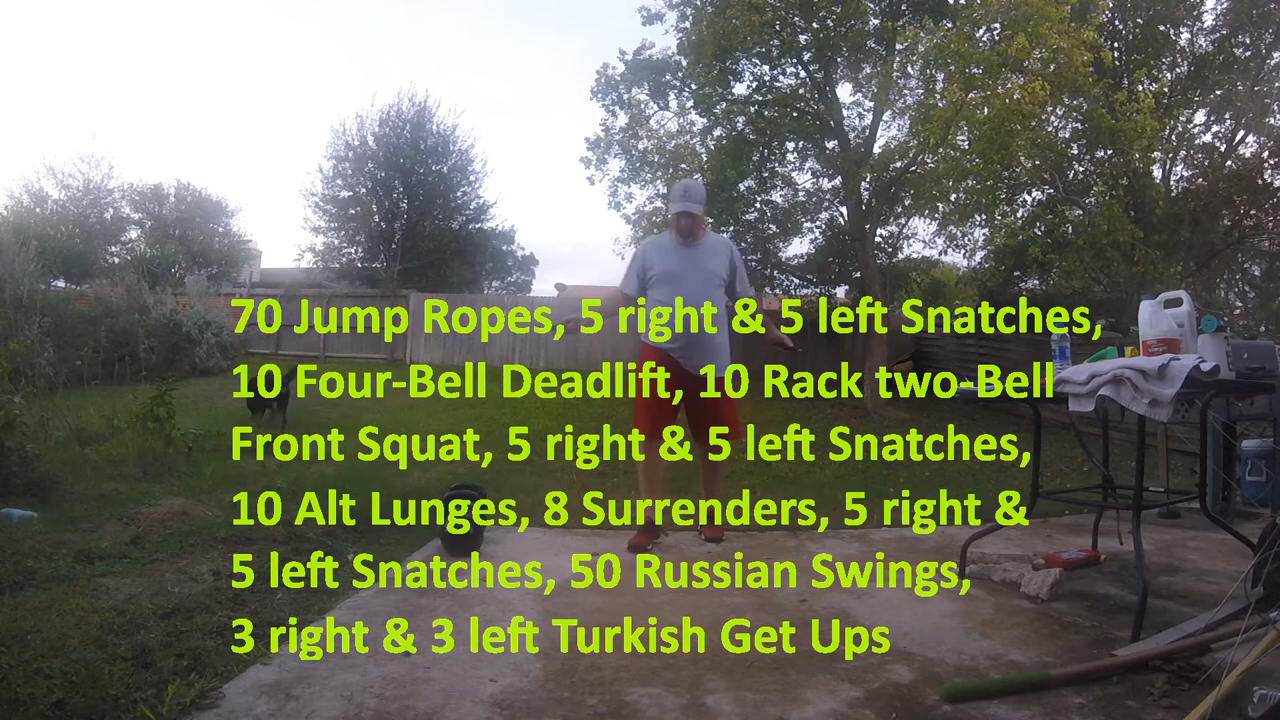 70 Jump Ropes, 5 right & 5 left Snatches,
10 Four-Bell Deadlift, 10 Rack two-Bell
Front Squat, 5 right & 5 left Snatches,
10 Alt Lunges, 8 Surrenders, 5 right &
5 left Snatches, 50 Russian Swings,
3 right & 3 left Turkish Get Ups